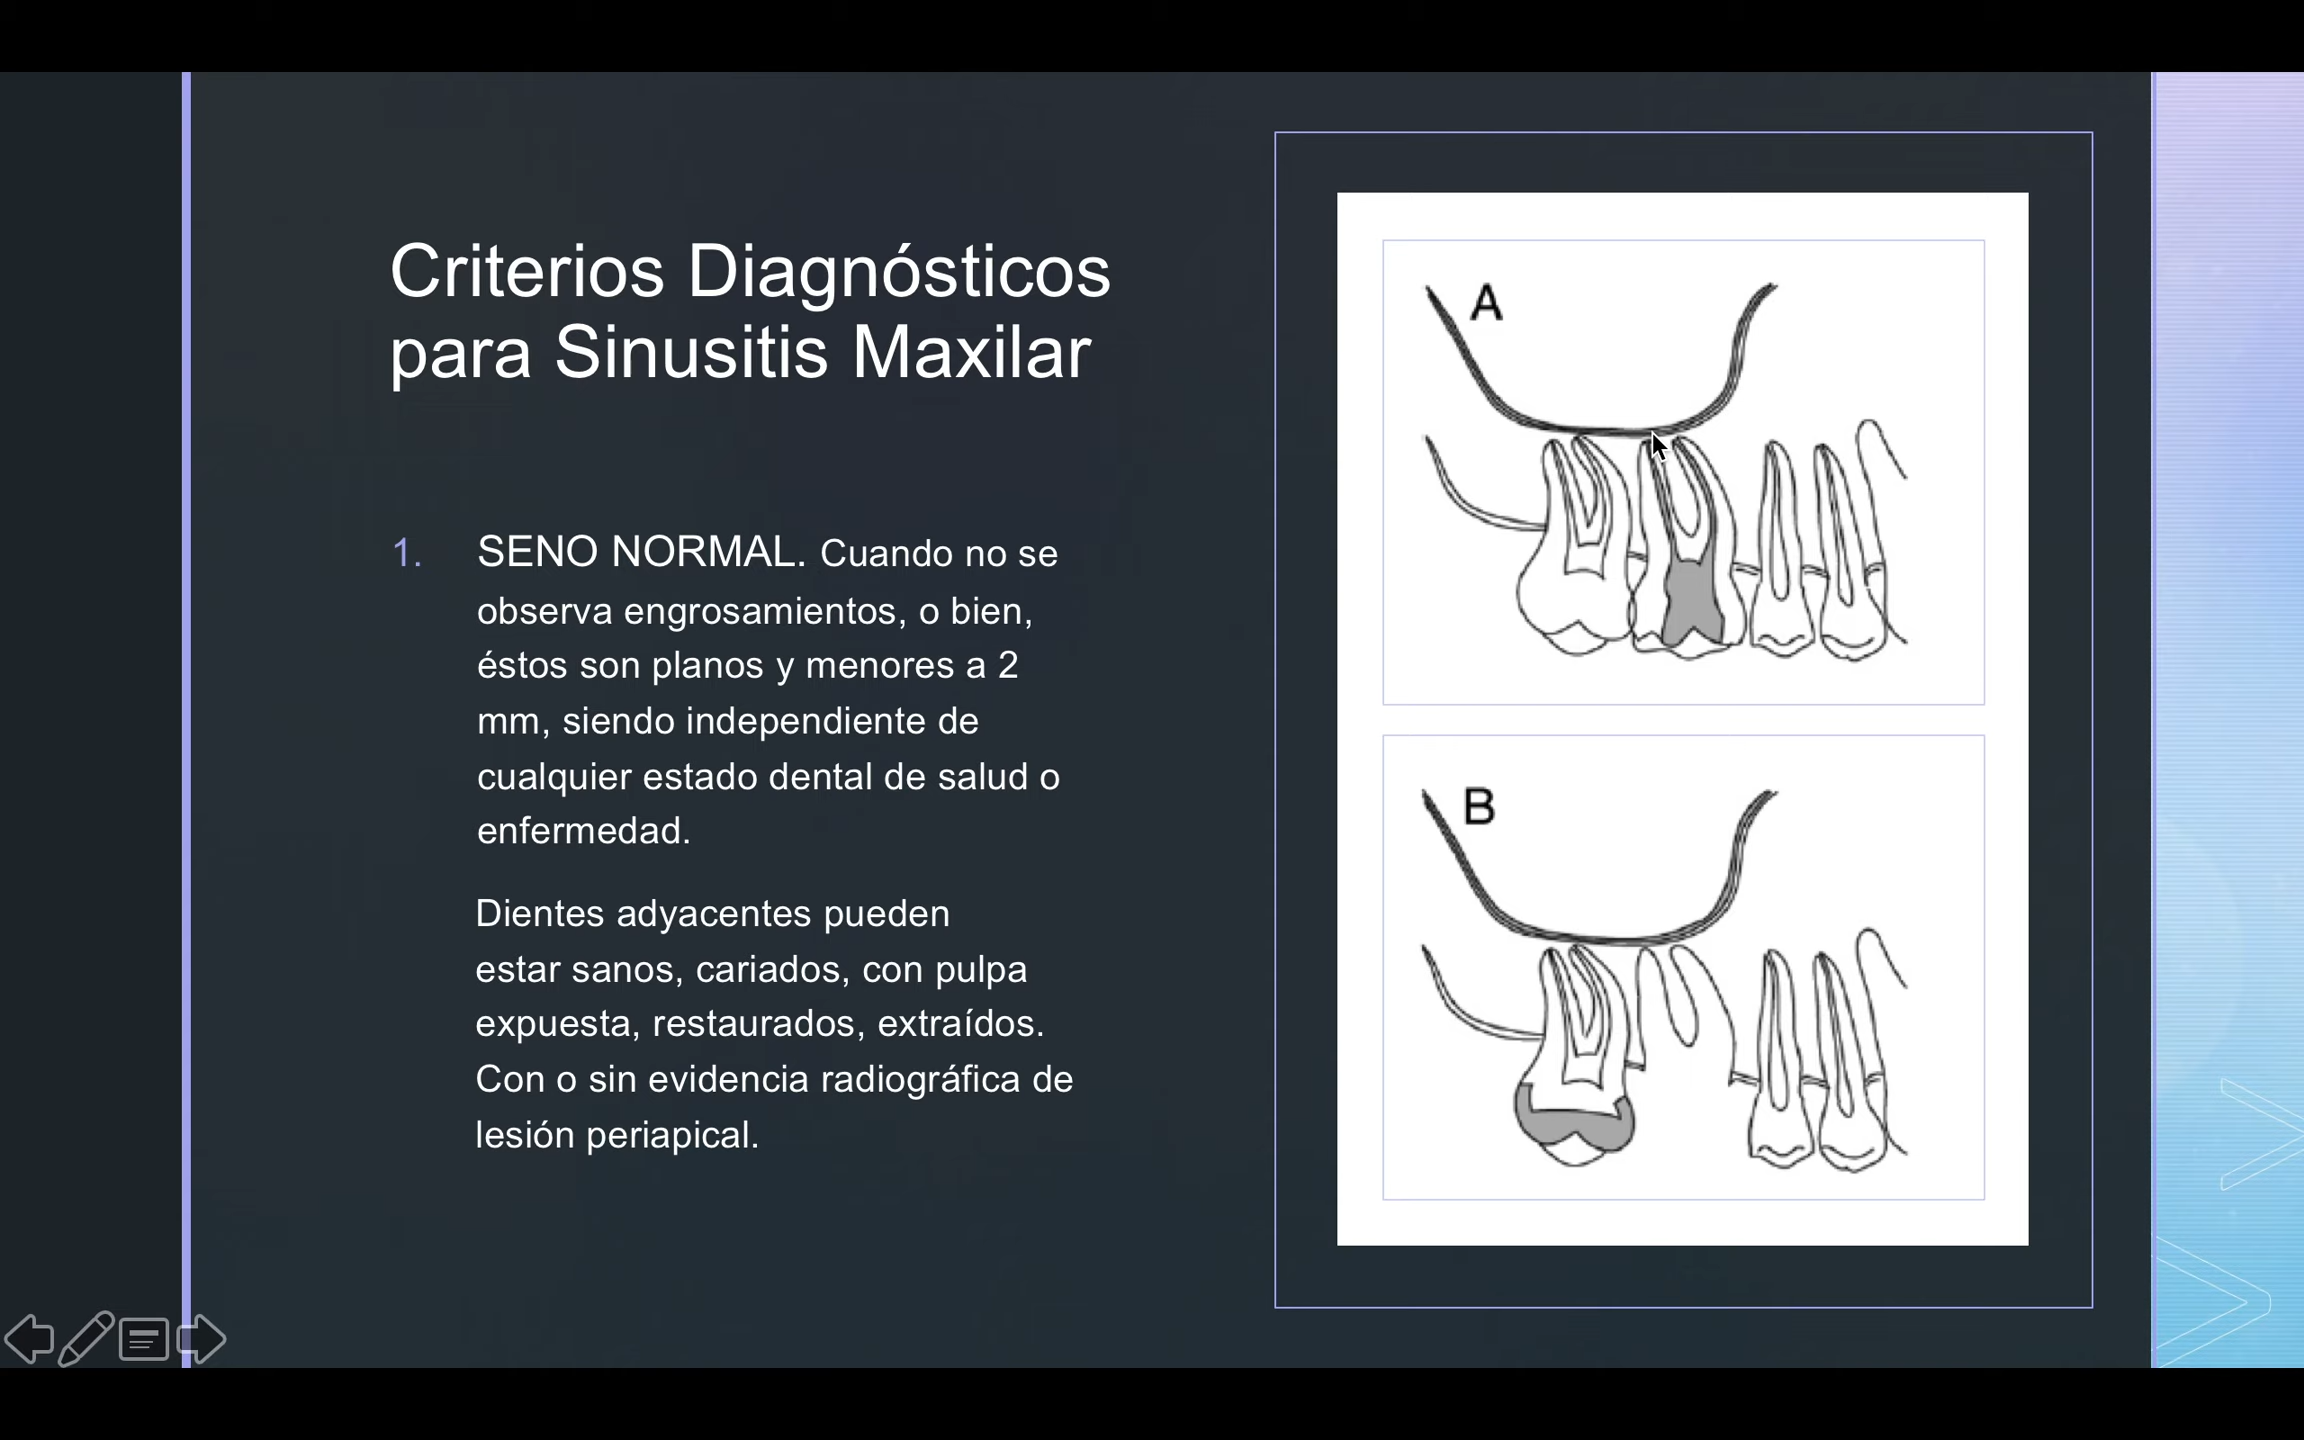 Criterios Diagnósticos
para Sinusitis Maxilar
1. SENO NORMAL. Cuando no se
observa engrosamientos, o bien,
éstos son planos y menores a 2
mm, siendo independiente de
cualquier estado dental de salud o
enfermedad.
Dientes adyacentes pueden
estar sanos, cariados, con pulpa
expuesta, restaurados, extraídos.
Con o sin evidencia radiográfica de
lesión periapical.
A
B